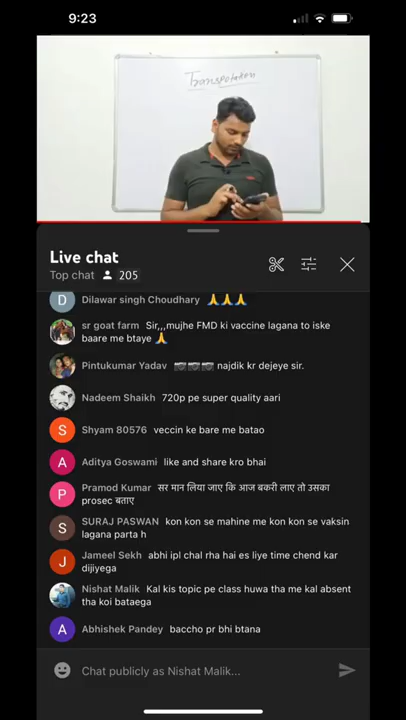 9:23
Transpotation
Live chat
Top chat 205
D Dilawar singh Choudhary 🙏🙏🙏
sr goat farm Sir,,,mujhe FMD ki vaccine lagana to iske
baare me btaye 🙏
Pintukumar Yadav 📷📷📷 najdik kr dejeye sir.
Nadeem Shaikh 720p pe super quality aari
S Shyam 80576 veccin ke bare me batao
A Aditya Goswami like and share kro bhai
P Pramod Kumar सर मान लिया जाए कि आज बकरी लाए तो उसका
prosec बताए
S SURAJ PASWAN kon kon se mahine me kon kon se vaksin
lagana parta h
J Jameel Sekh abhi ipl chal rha hai es liye time chend kar
dijiyega
Nishat Malik Kal kis topic pe class huwa tha me kal absent
tha koi bataega
A Abhishek Pandey baccho pr bhi btana
Chat publicly as Nishat Malik...